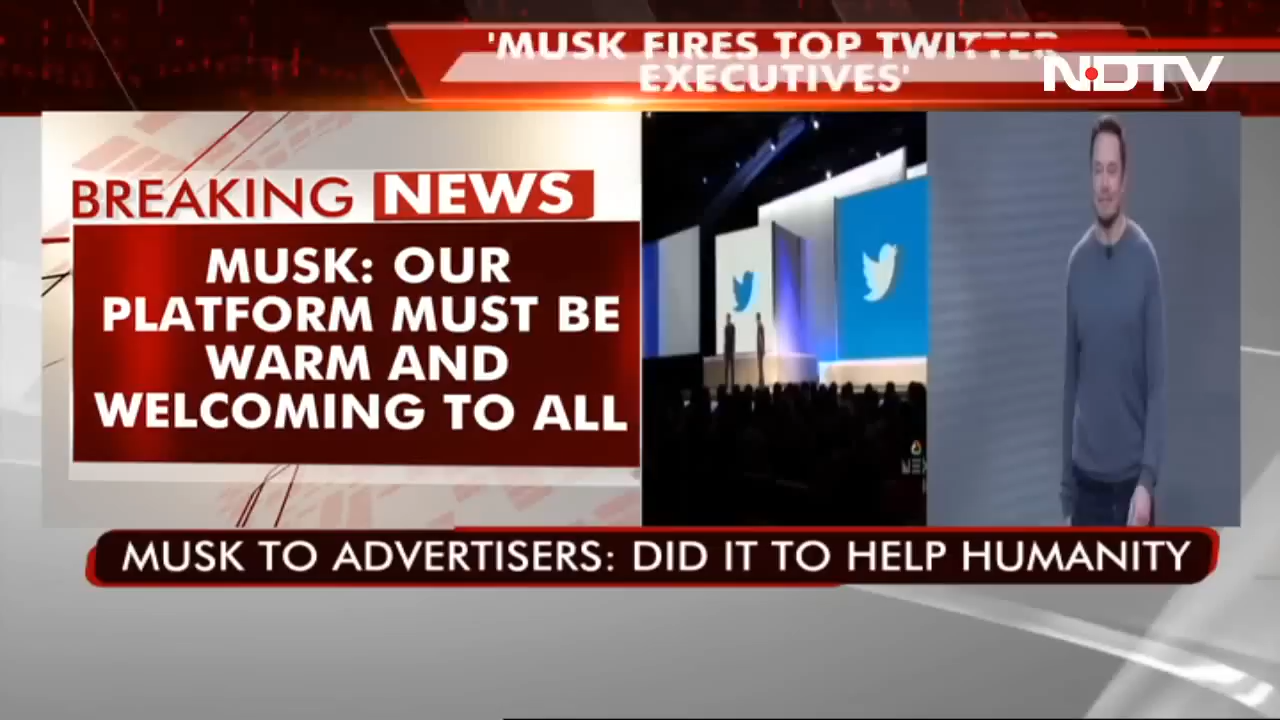 'MUSK FIRES TOP TWITTER
EXECUTIVES'
NDTV
BREAKING NEWS
MUSK: OUR
PLATFORM MUST BE
WARM AND
WELCOMING TO ALL
MUSK TO ADVERTISERS: DID IT TO HELP HUMANITY